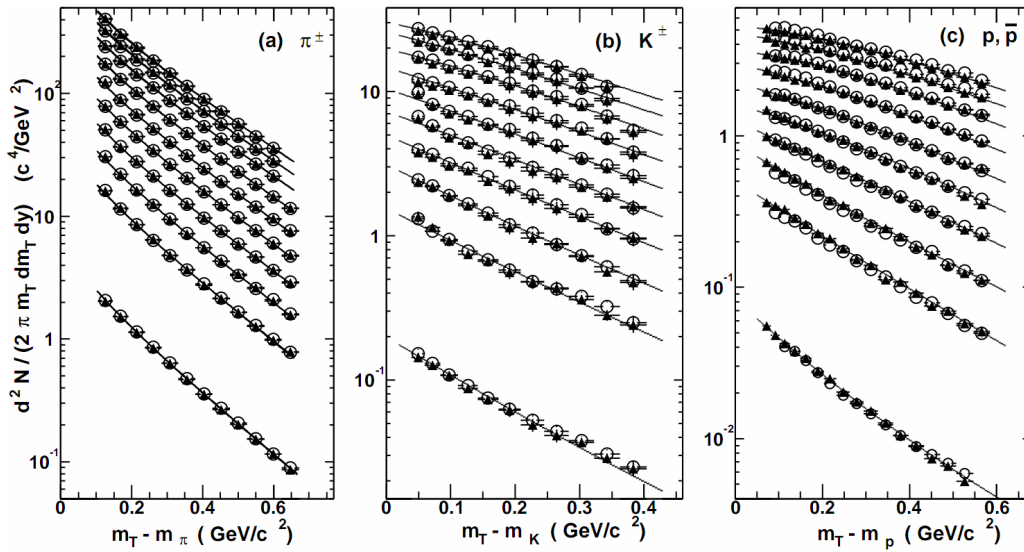 d² N / (2 π m_T dm_T dy) (c⁴/GeV²)
(a) π±
10²
10
1
10⁻¹
0 0.2 0.4 0.6
m_T - m_π ( GeV/c² )
(b) K±
10
1
10⁻¹
0 0.1 0.2 0.3 0.4
m_T - m_K ( GeV/c² )
(c) p, p̅
1
10⁻¹
10⁻²
0 0.2 0.4 0.6
m_T - m_p ( GeV/c² )